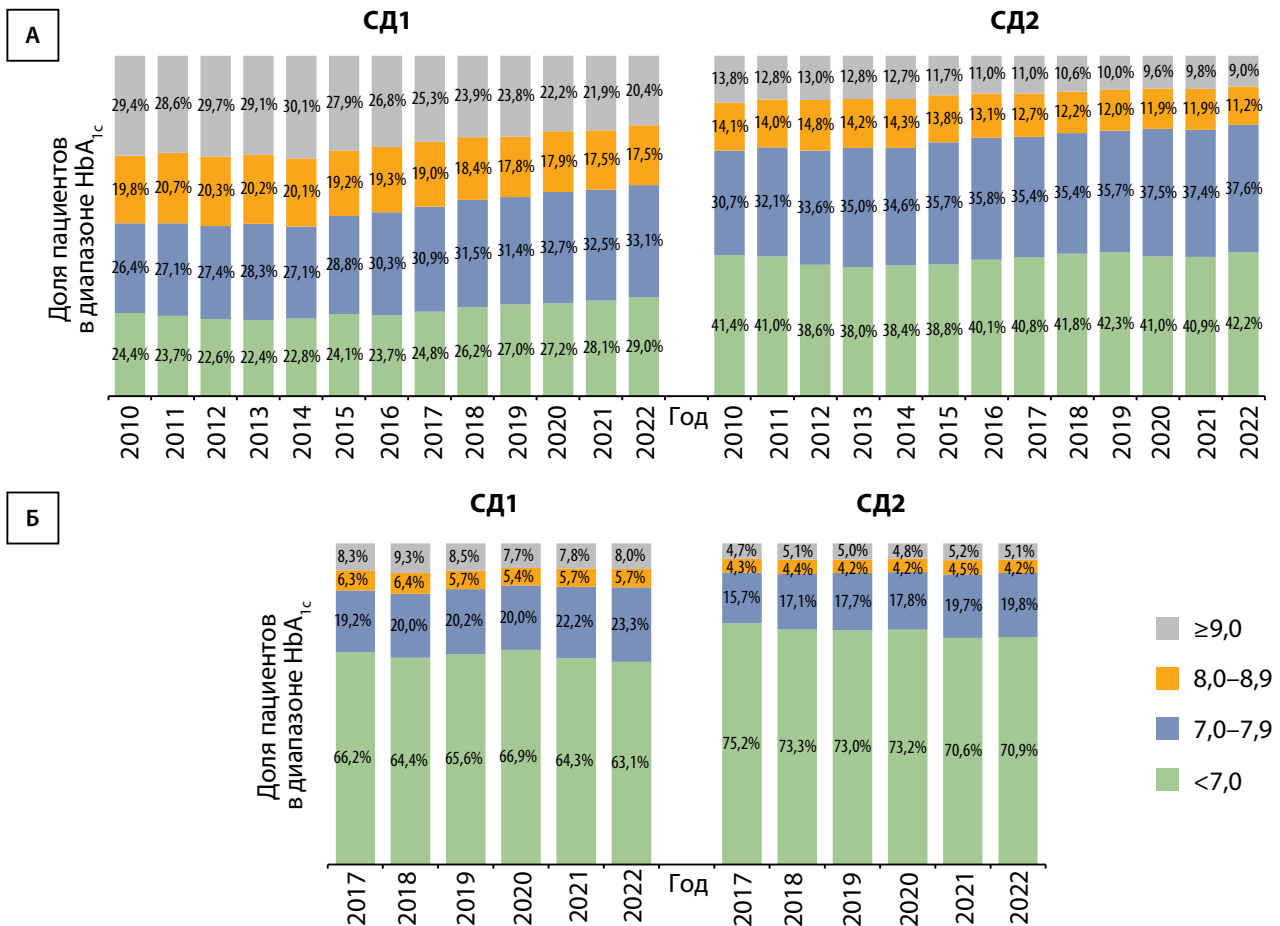 А
СД1
СД2
Доля пациентов
в диапазоне HbA1c
29,4% 28,6% 29,7% 29,1% 30,1% 27,9% 26,8% 25,3% 23,9% 23,8% 22,2% 21,9% 20,4%
19,8% 20,7% 20,3% 20,2% 20,1% 19,2% 19,3% 19,0% 18,4% 17,8% 17,9% 17,5% 17,5%
26,4% 27,1% 27,4% 28,3% 27,1% 28,8% 30,3% 30,9% 31,5% 31,4% 32,7% 32,5% 33,1%
24,4% 23,7% 22,6% 22,4% 22,8% 24,1% 23,7% 24,8% 26,2% 27,0% 27,2% 28,1% 29,0%
2010 2011 2012 2013 2014 2015 2016 2017 2018 2019 2020 2021 2022
Год
13,8% 12,8% 13,0% 12,8% 12,7% 11,7% 11,0% 11,0% 10,6% 10,0% 9,6% 9,8% 9,0%
14,1% 14,0% 14,8% 14,2% 14,3% 13,8% 13,1% 12,7% 12,2% 12,0% 11,9% 11,9% 11,2%
30,7% 32,1% 33,6% 35,0% 34,6% 35,7% 35,8% 35,4% 35,4% 35,7% 37,5% 37,4% 37,6%
41,4% 41,0% 38,6% 38,0% 38,4% 38,8% 40,1% 40,8% 41,8% 42,3% 41,0% 40,9% 42,2%
2010 2011 2012 2013 2014 2015 2016 2017 2018 2019 2020 2021 2022
Б
СД1
СД2
Доля пациентов
в диапазоне HbA1c
8,3% 9,3% 8,5% 7,7% 7,8% 8,0%
6,3% 6,4% 5,7% 5,4% 5,7% 5,7%
19,2% 20,0% 20,2% 20,0% 22,2% 23,3%
66,2% 64,4% 65,6% 66,9% 64,3% 63,1%
2017 2018 2019 2020 2021 2022
Год
4,7% 5,1% 5,0% 4,8% 5,2% 5,1%
4,3% 4,4% 4,2% 4,2% 4,5% 4,2%
15,7% 17,1% 17,7% 17,8% 19,7% 19,8%
75,2% 73,3% 73,0% 73,2% 70,6% 70,9%
2017 2018 2019 2020 2021 2022
≥9,0
8,0–8,9
7,0–7,9
<7,0